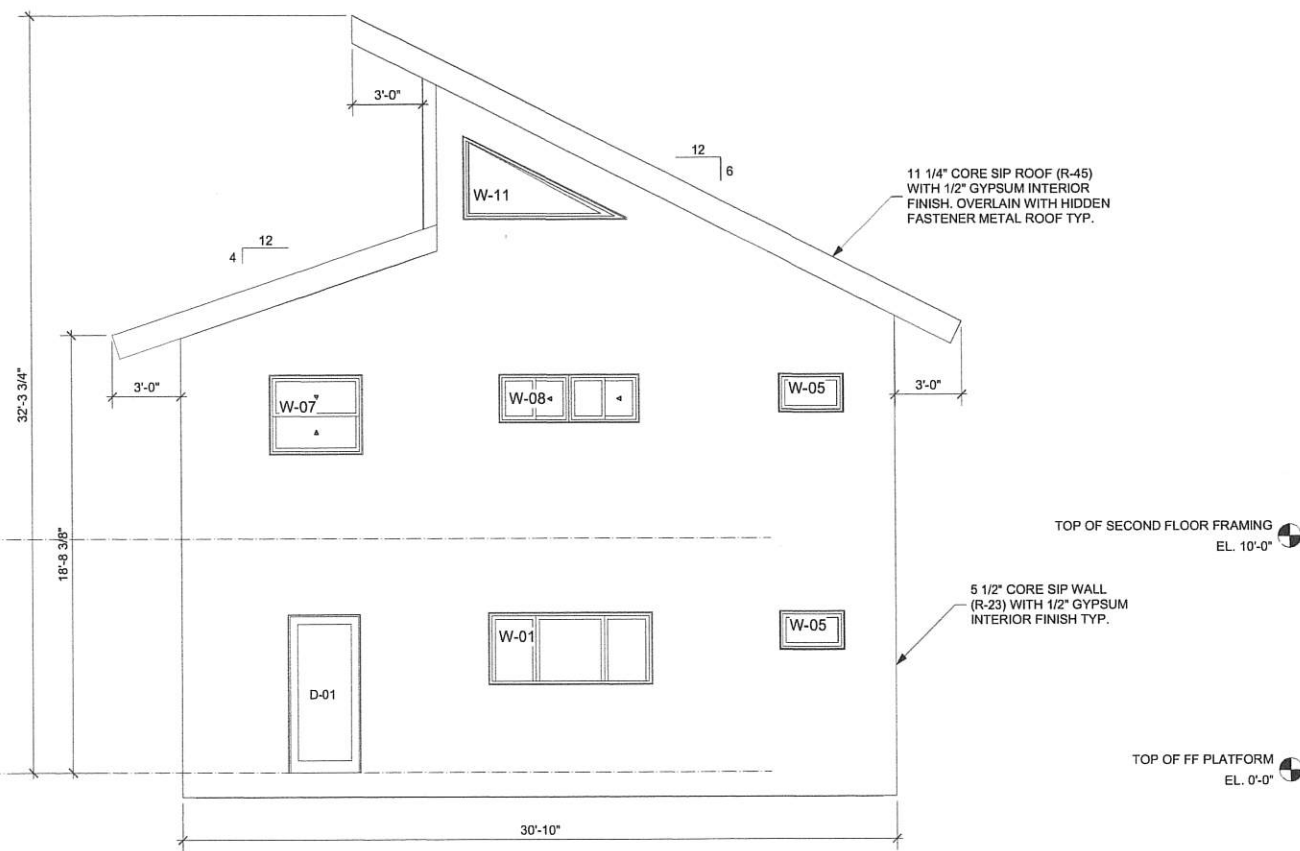 3'-0"
12
6
11 1/4" CORE SIP ROOF (R-45)
WITH 1/2" GYPSUM INTERIOR
FINISH. OVERLAIN WITH HIDDEN
FASTENER METAL ROOF TYP.
W-11
12
4
32'-3 3/4"
3'-0"
W-07
W-08
W-05
3'-0"
18'-8 3/8"
TOP OF SECOND FLOOR FRAMING
EL. 10'-0"
5 1/2" CORE SIP WALL
(R-23) WITH 1/2" GYPSUM
INTERIOR FINISH TYP.
W-01
W-05
D-01
TOP OF FF PLATFORM
EL. 0'-0"
30'-10"